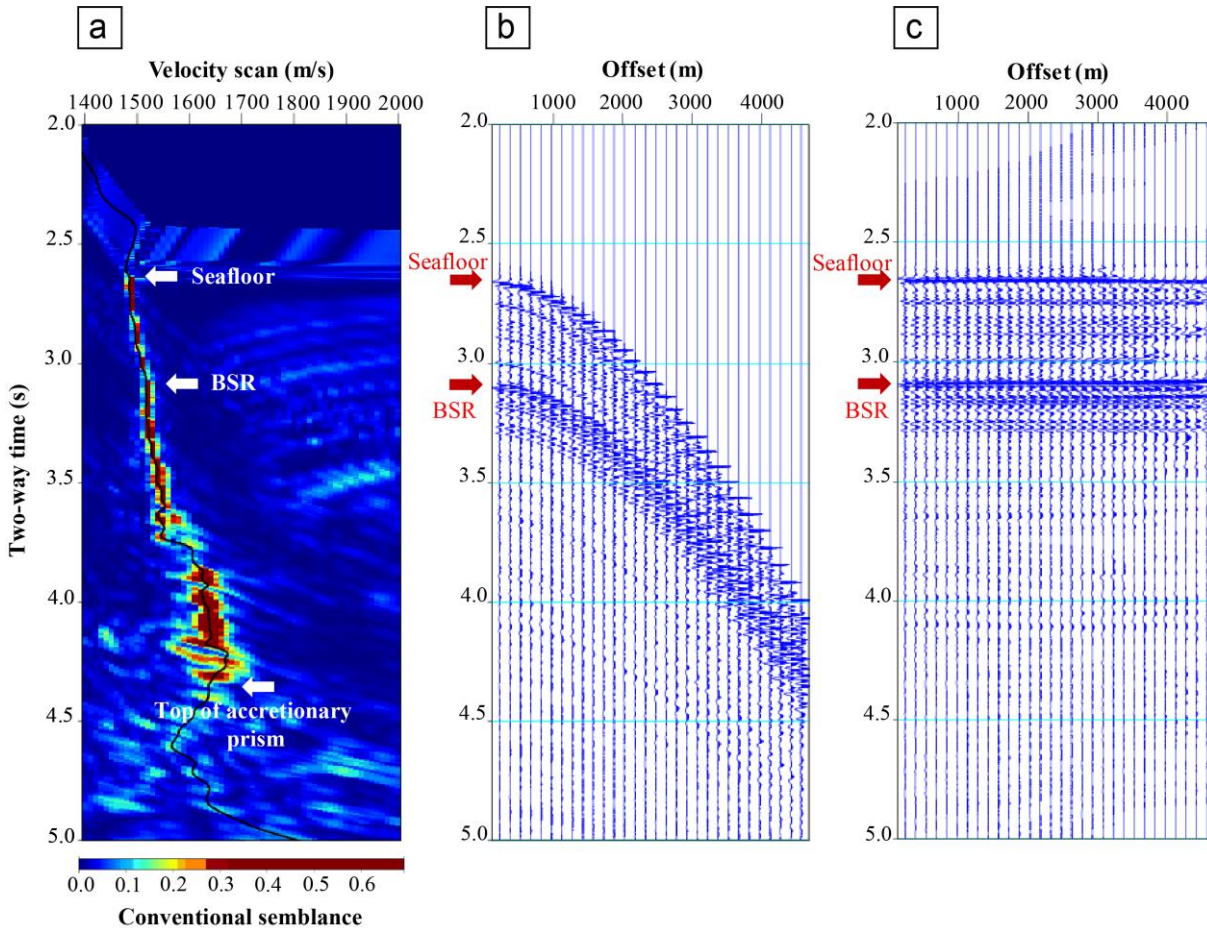 a
Velocity scan (m/s)
1400 1500 1600 1700 1800 1900 2000
2.0
2.5
3.0
3.5
4.0
4.5
5.0
Two-way time (s)
Seafloor
BSR
Top of accretionary
prism
0.0 0.1 0.2 0.3 0.4 0.5 0.6
Conventional semblance
b
Offset (m)
1000 2000 3000 4000
2.0
2.5
3.0
3.5
4.0
4.5
5.0
Seafloor
BSR
c
Offset (m)
1000 2000 3000 4000
2.0
2.5
3.0
3.5
4.0
4.5
5.0
Seafloor
BSR